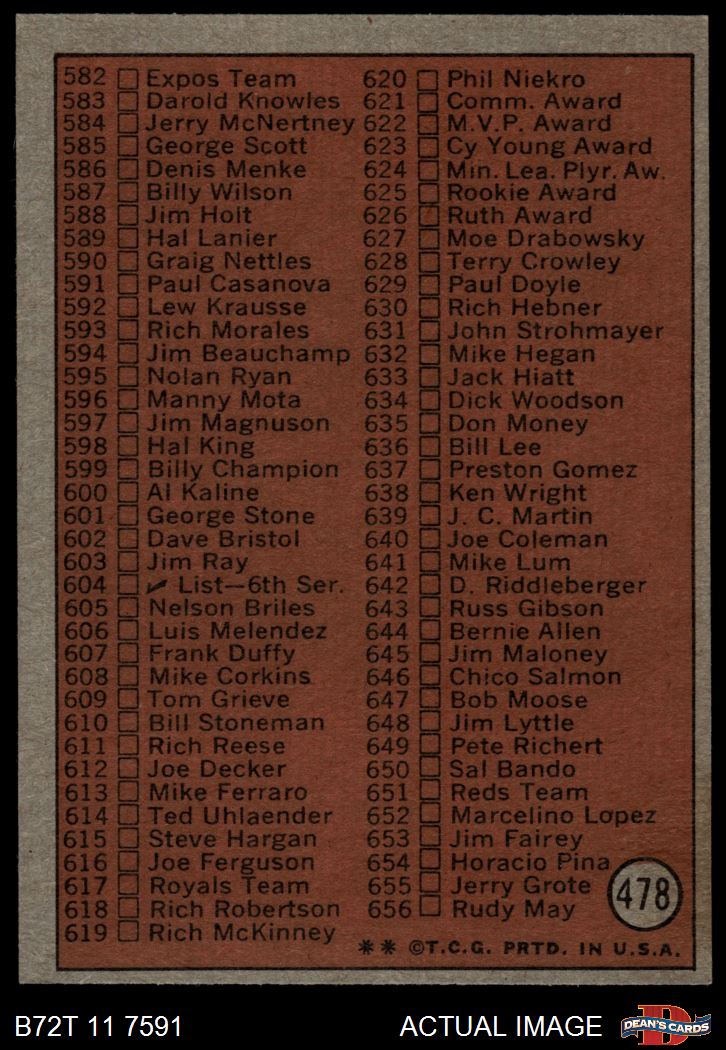 582 Expos Team
583 Darold Knowles
584 Jerry McNertney
585 George Scott
586 Denis Menke
587 Billy Wilson
588 Jim Hoit
589 Hal Lanier
590 Graig Nettles
591 Paul Casanova
592 Lew Krausse
593 Rich Morales
594 Jim Beauchamp
595 Nolan Ryan
596 Manny Mota
597 Jim Magnuson
598 Hal King
599 Billy Champion
600 Al Kaline
601 George Stone
602 Dave Bristol
603 Jim Ray
604 ✔ List—6th Ser.
605 Nelson Briles
606 Luis Melendez
607 Frank Duffy
608 Mike Corkins
609 Tom Grieve
610 Bill Stoneman
611 Rich Reese
612 Joe Decker
613 Mike Ferraro
614 Ted Uhlaender
615 Steve Hargan
616 Joe Ferguson
617 Royals Team
618 Rich Robertson
619 Rich McKinney
620 Phil Niekro
621 Comm. Award
622 M.V.P. Award
623 Cy Young Award
624 Min. Lea. Plyr. Aw.
625 Rookie Award
626 Ruth Award
627 Moe Drabowsky
628 Terry Crowley
629 Paul Doyle
630 Rich Hebner
631 John Strohmayer
632 Mike Hegan
633 Jack Hiatt
634 Dick Woodson
635 Don Money
636 Bill Lee
637 Preston Gomez
638 Ken Wright
639 J. C. Martin
640 Joe Coleman
641 Mike Lum
642 D. Riddleberger
643 Russ Gibson
644 Bernie Allen
645 Jim Maloney
646 Chico Salmon
647 Bob Moose
648 Jim Lyttle
649 Pete Richert
650 Sal Bando
651 Reds Team
652 Marcelino Lopez
653 Jim Fairey
654 Horacio Pina
655 Jerry Grote
656 Rudy May
478
** ©T.C.G. PRTD. IN U.S.A.
B72T 11 7591
ACTUAL IMAGE
D
DEAN'S CARDS